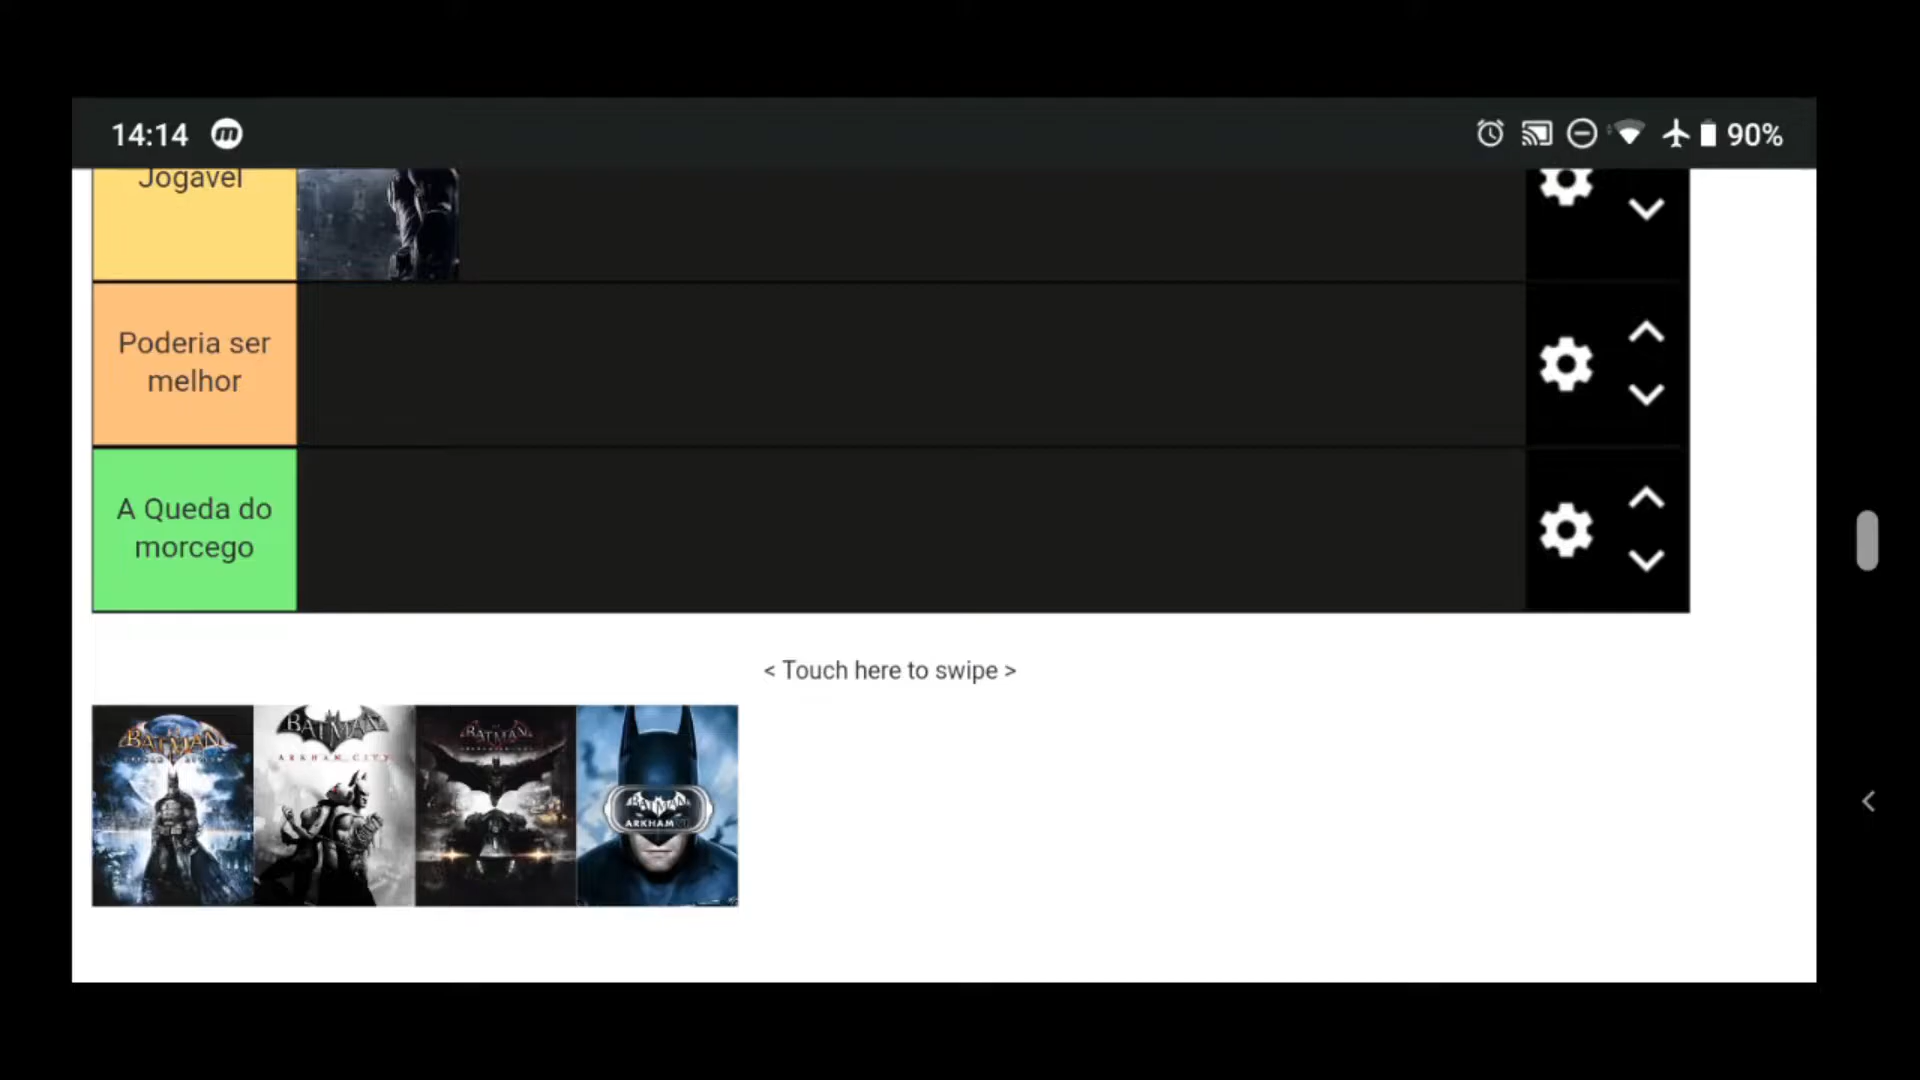 14:14
90%
Jogavel
Poderia ser
melhor
A Queda do
morcego
< Touch here to swipe >
BATMAN
BATMAN
ARKHAM CITY
BATMAN
BATMAN
ARKHAM